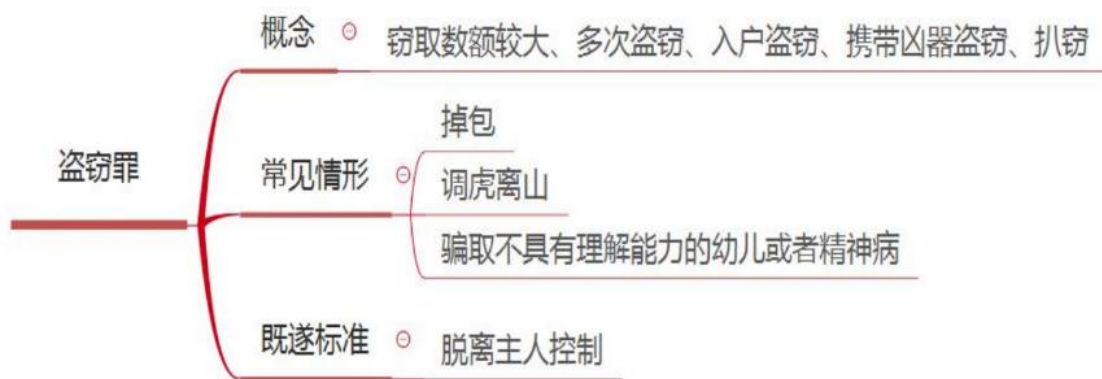 盗窃罪
概念
窃取数额较大、多次盗窃、入户盗窃、携带凶器盗窃、扒窃
常见情形
掉包
调虎离山
骗取不具有理解能力的幼儿或者精神病
既遂标准
脱离主人控制